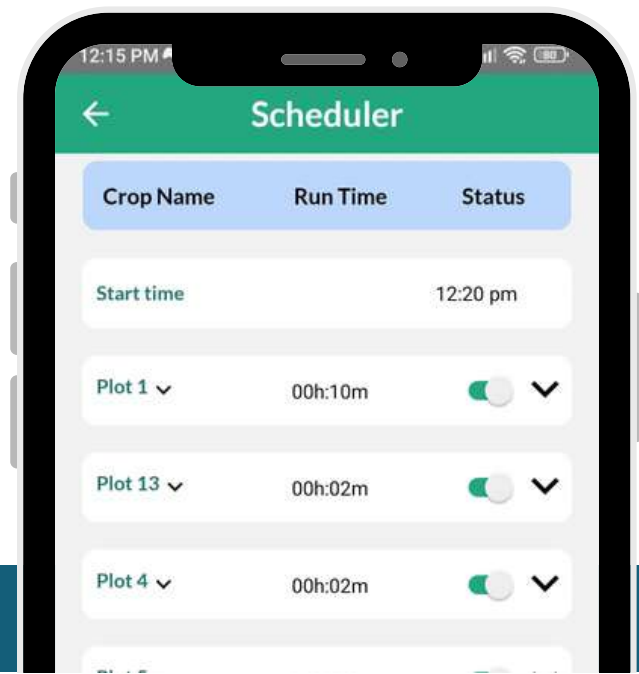 12:15 PM
80
Scheduler
Crop Name Run Time Status
Start time 12:20 pm
Plot 1 00h:10m
Plot 13 00h:02m
Plot 4 00h:02m